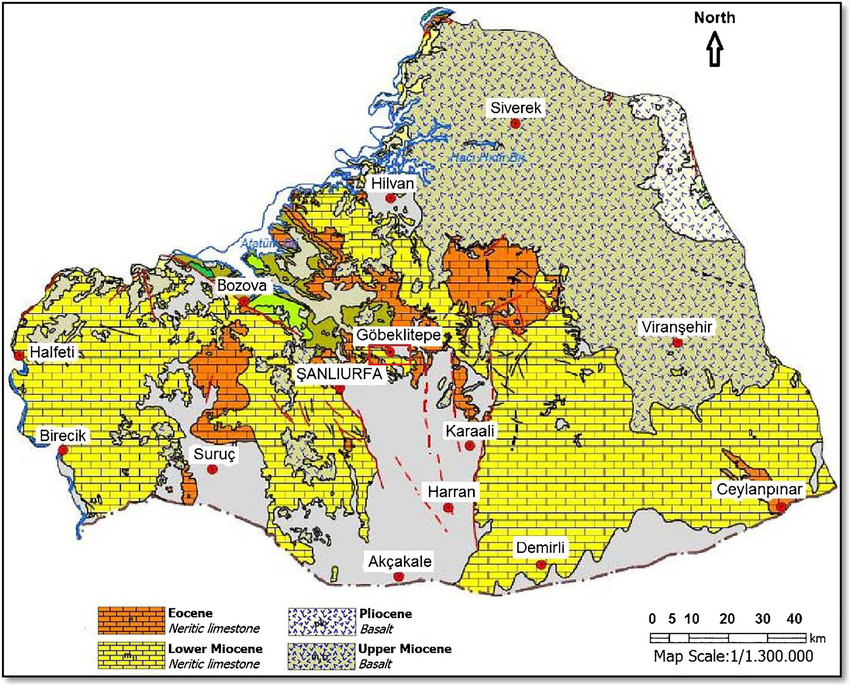 North
Siverek
Hacı Hıdır Brj.
Hilvan
Atatürk
Bozova
Göbeklitepe
Viranşehir
Halfeti
ŞANLIURFA
Birecik
Karaali
Suruç
Harran
Ceylanpınar
Akçakale
Demirli
Eocene
Neritic limestone
Pliocene
Basalt
Lower Miocene
Neritic limestone
Upper Miocene
Basalt
0 5 10 20 30 40
km
Map Scale:1/1.300.000